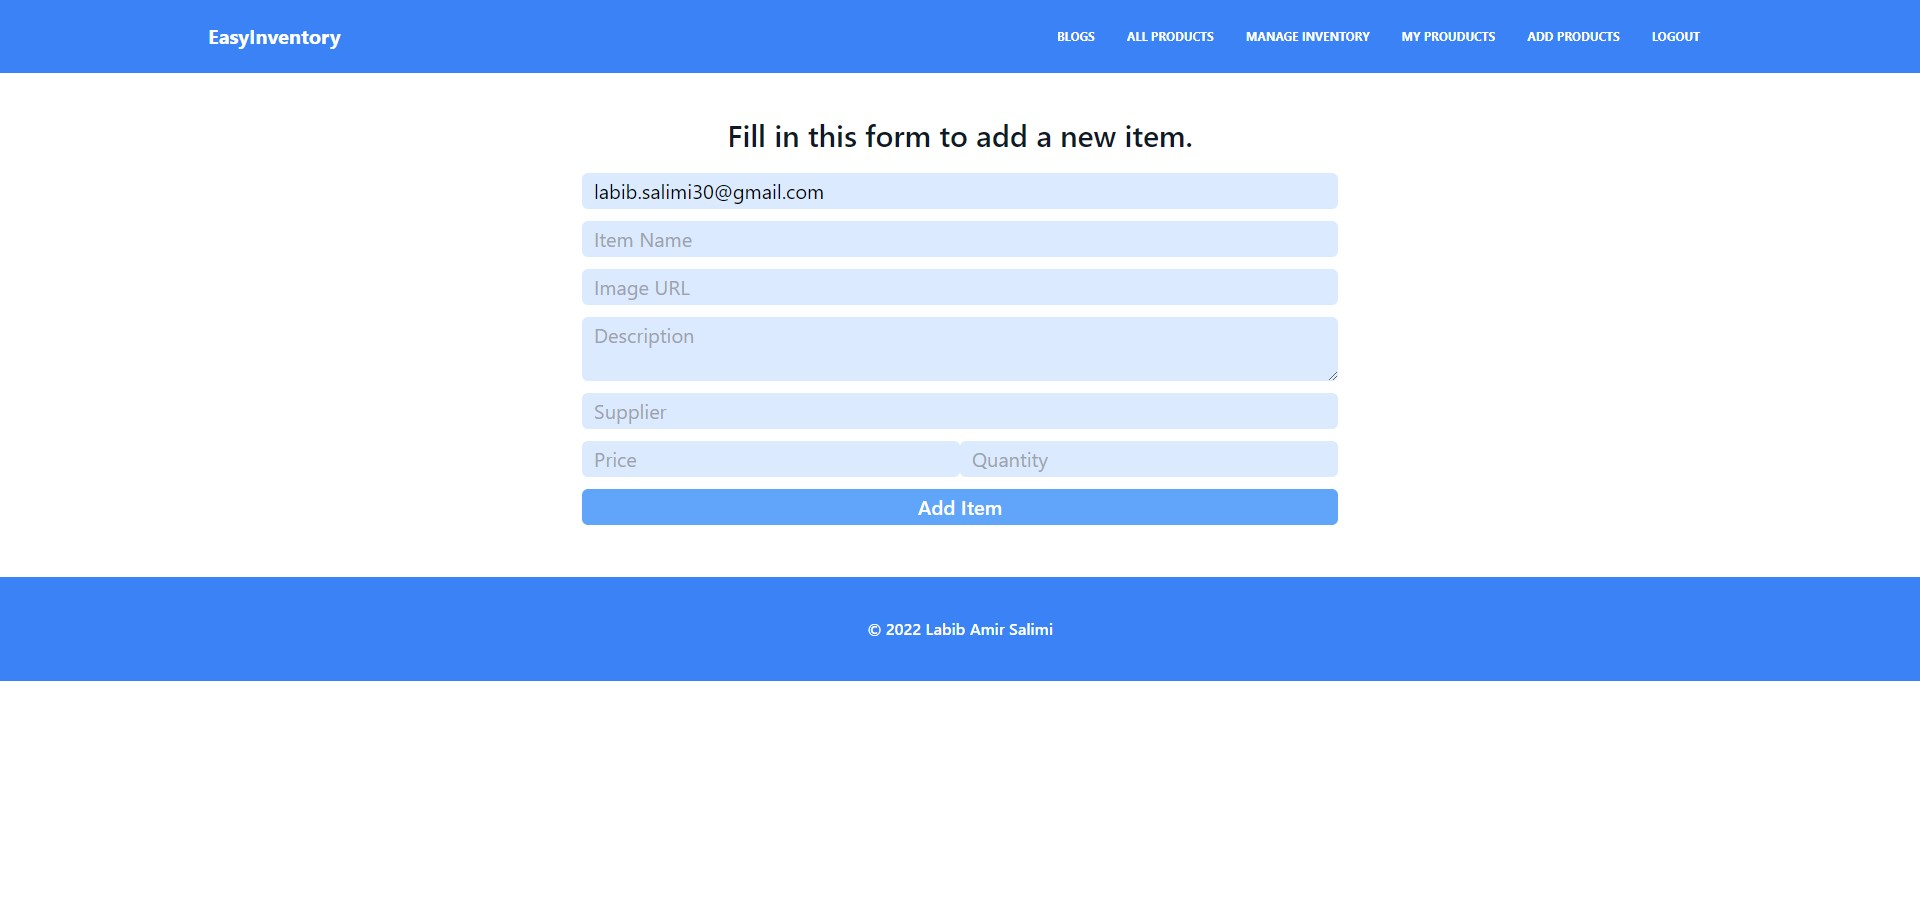 EasyInventory
BLOGS ALL PRODUCTS MANAGE INVENTORY MY PROUDUCTS ADD PRODUCTS LOGOUT
Fill in this form to add a new item.
labib.salimi30@gmail.com
Item Name
Image URL
Description
Supplier
Price Quantity
Add Item
© 2022 Labib Amir Salimi